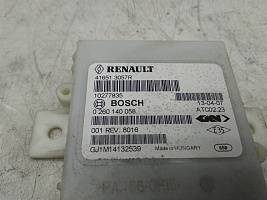 RENAULT
41651 3057R
10277835
BOSCH 13-04-07
0 260 140 058 ATC02.23
001 REV: 8016
GJ1M14132539 Made in HUNGARY